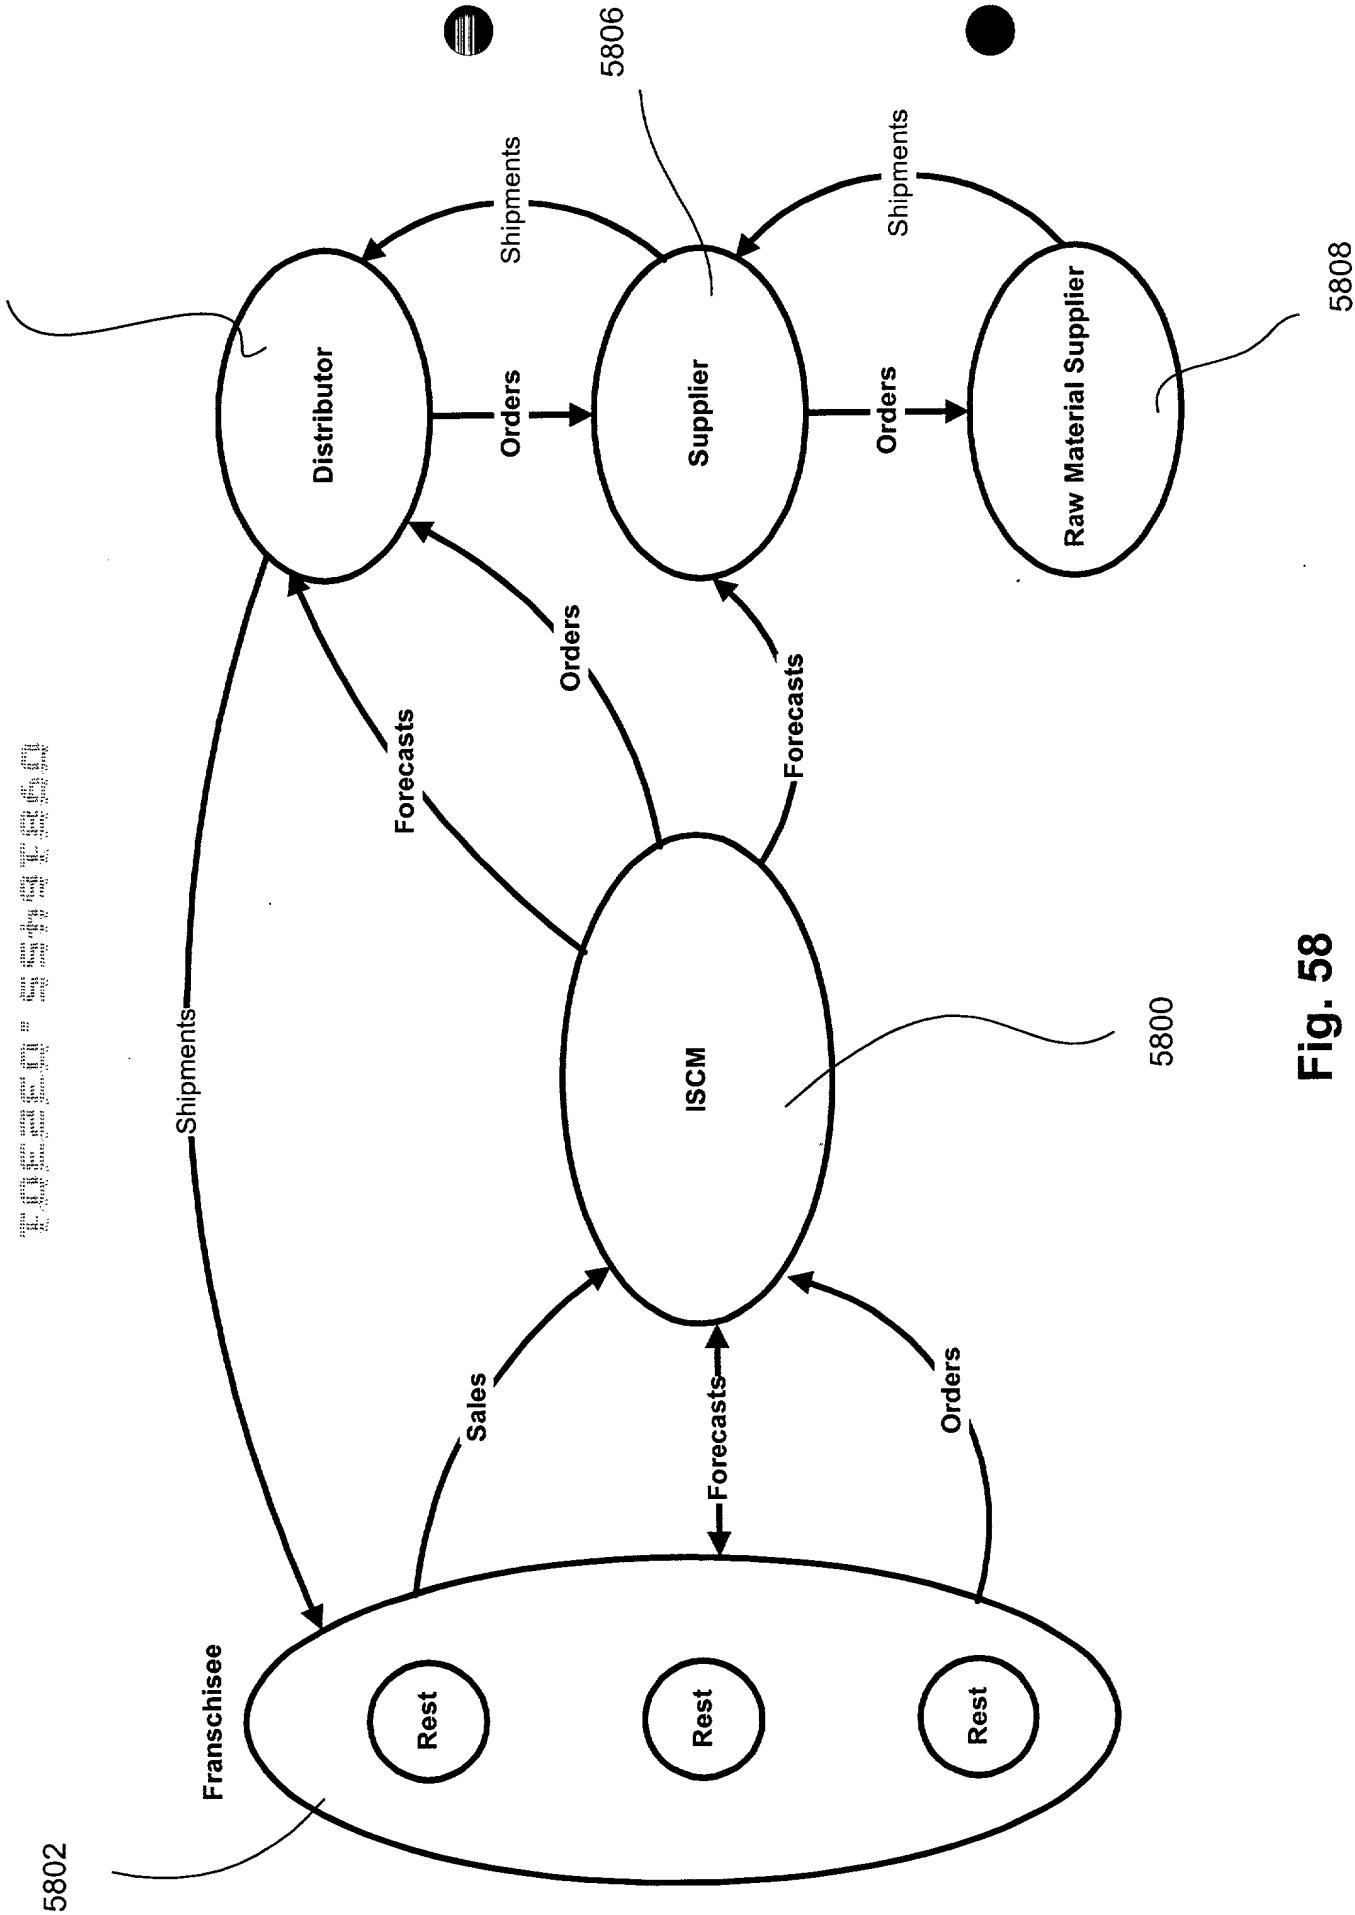 5802
Shipments
Franschisee
Distributor
Forecasts
Rest
Sales
Orders
Shipments
Orders
5806
Rest
ISCM
Supplier
Forecasts
Forecasts
Orders
Shipments
Orders
Rest
Raw Material Supplier
5800
Fig. 58
5808